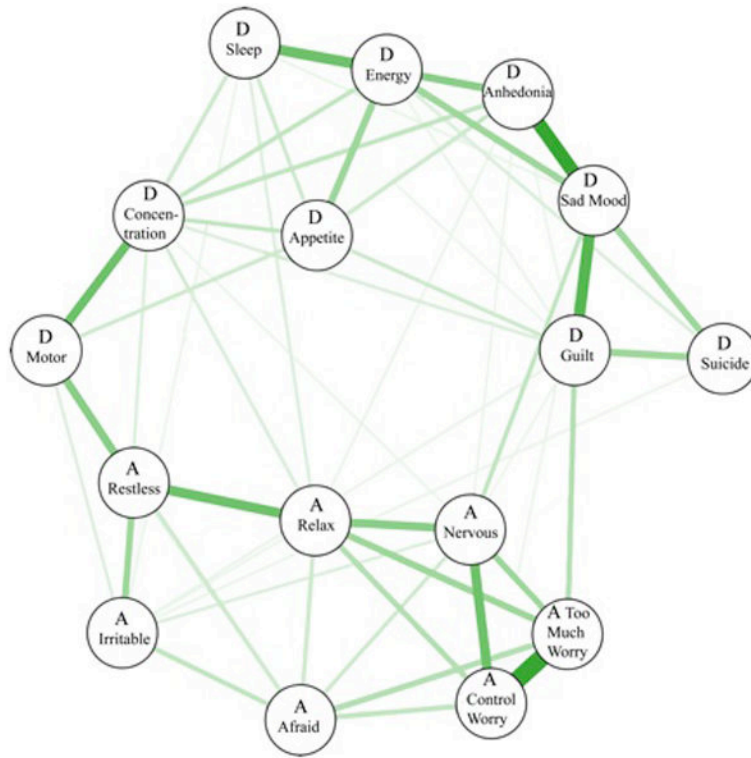 D
Sleep
D
Energy
D
Anhedonia
D
Sad Mood
D
Concen-
tration
D
Appetite
D
Motor
D
Guilt
D
Suicide
A
Restless
A
Relax
A
Nervous
A
Irritable
A Too
Much
Worry
A
Control
Worry
A
Afraid